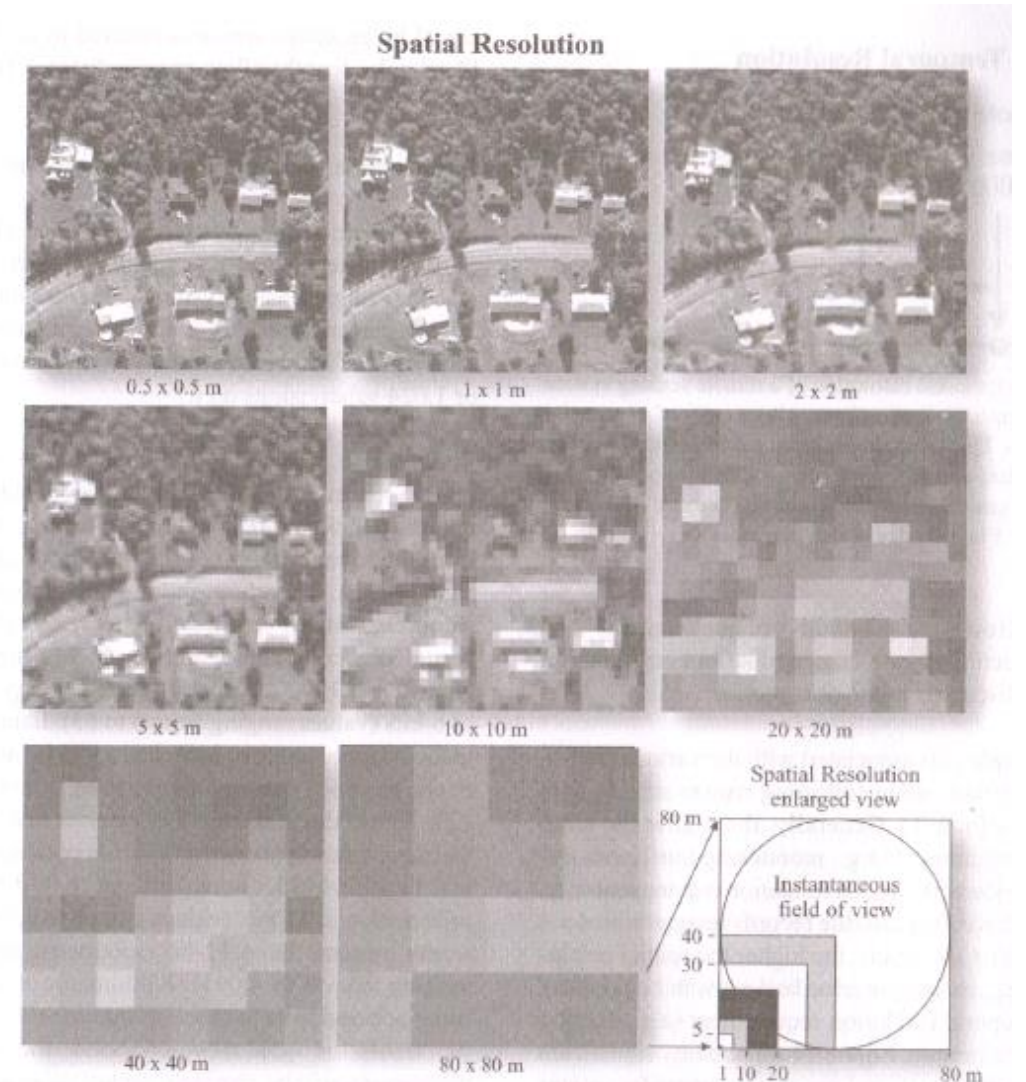 Spatial Resolution
0.5 x 0.5 m
1 x 1 m
2 x 2 m
5 x 5 m
10 x 10 m
20 x 20 m
40 x 40 m
80 x 80 m
Spatial Resolution
enlarged view
80 m
Instantaneous
field of view
40
30
5
1 10 20
80 m